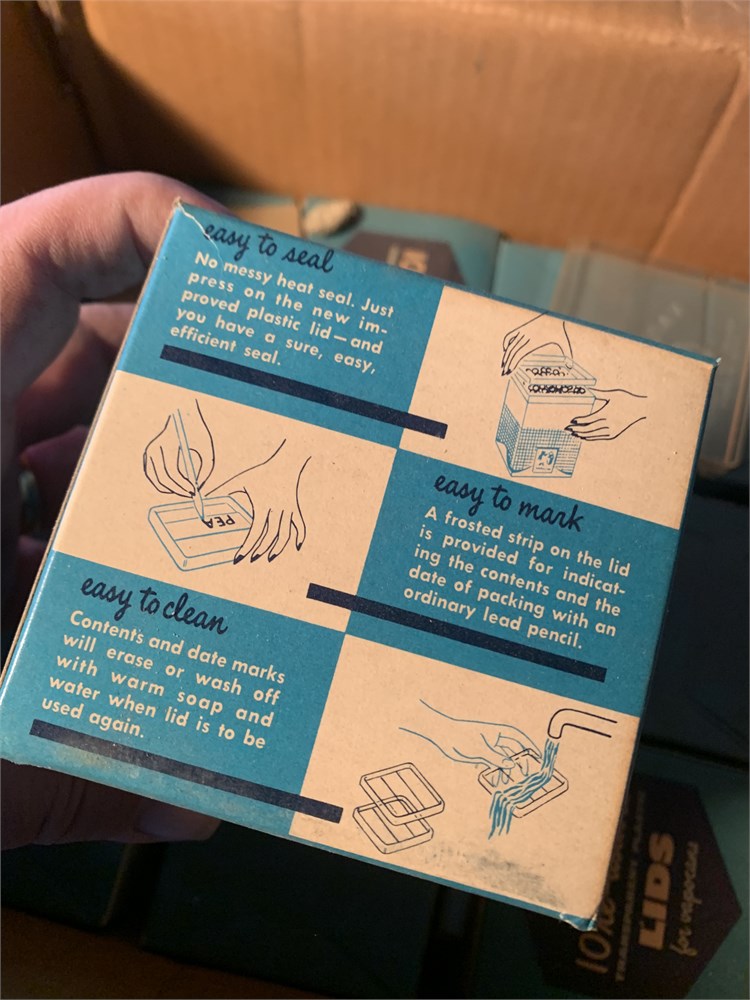 easy to seal
No messy heat seal. Just
press on the new im-
proved plastic lid—and
you have a sure, easy,
efficient seal.
PEA
easy to mark
A frosted strip on the lid
is provided for indicat-
ing the contents and the
date of packing with an
ordinary lead pencil.
easy to clean
Contents and date marks
will erase or wash off
with warm soap and
water when lid is to be
used again.
10
LIDS
for vapocans